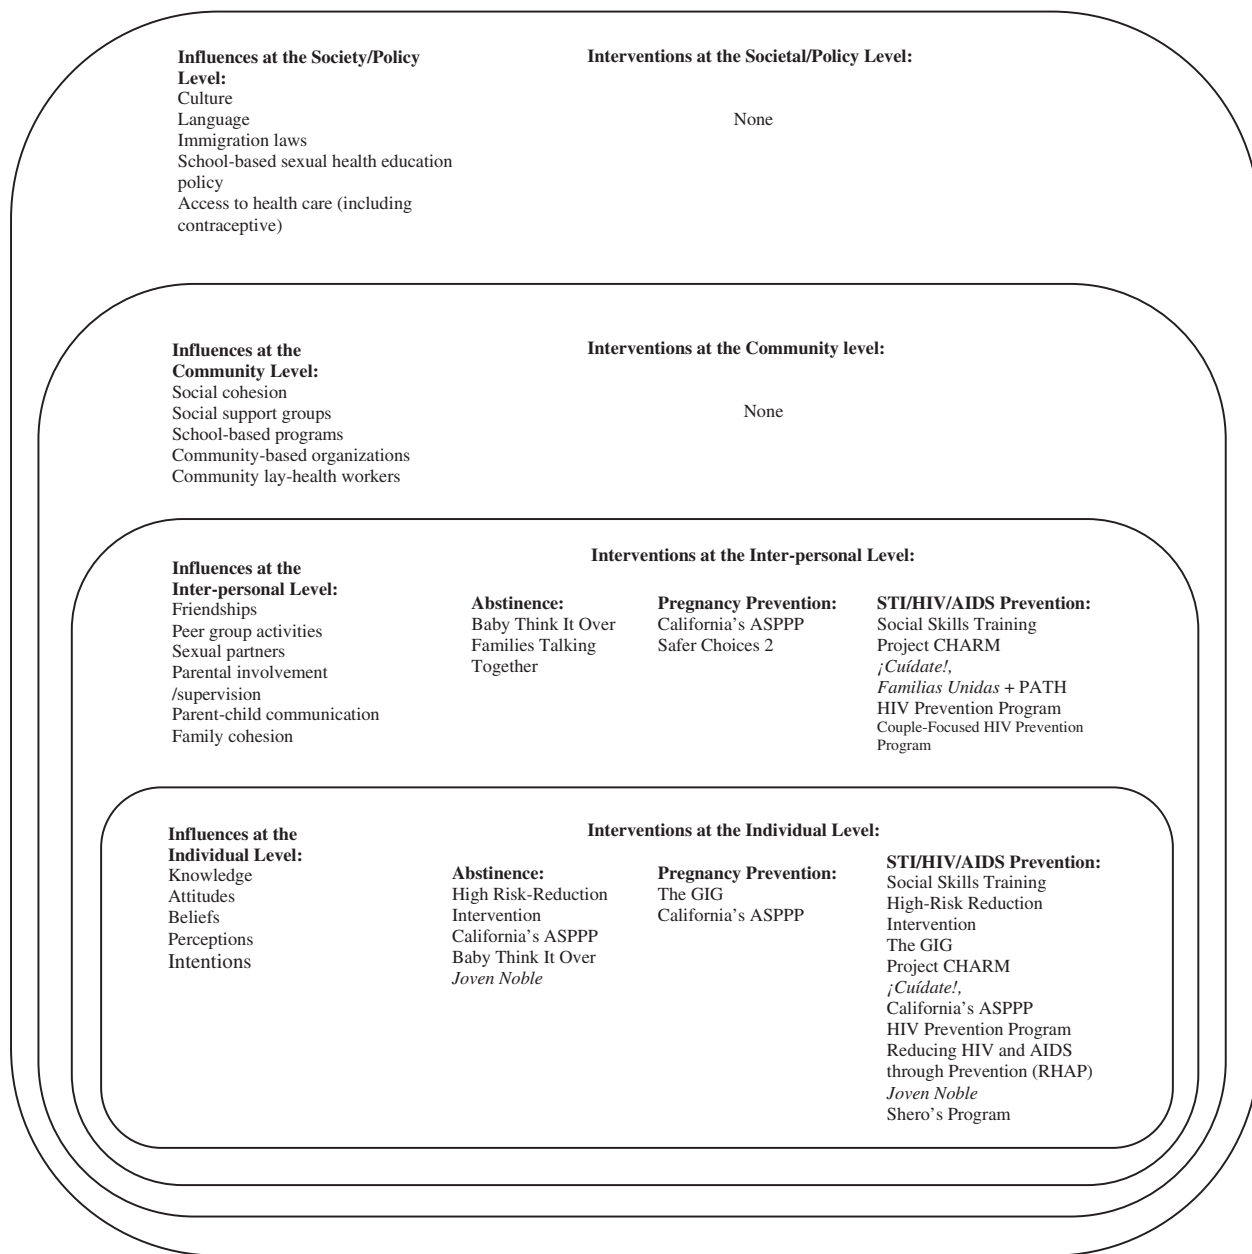 Influences at the Society/Policy
Level:
Culture
Language
Immigration laws
School-based sexual health education
policy
Access to health care (including
contraceptive)
Interventions at the Societal/Policy Level:
None
Influences at the
Community Level:
Social cohesion
Social support groups
School-based programs
Community-based organizations
Community lay-health workers
Interventions at the Community level:
None
Influences at the
Inter-personal Level:
Friendships
Peer group activities
Sexual partners
Parental involvement
/supervision
Parent-child communication
Family cohesion
Interventions at the Inter-personal Level:
Abstinence:
Baby Think It Over
Families Talking
Together
Pregnancy Prevention:
California's ASPPP
Safer Choices 2
STI/HIV/AIDS Prevention:
Social Skills Training
Project CHARM
¡Cuídate!,
Familias Unidas + PATH
HIV Prevention Program
Couple-Focused HIV Prevention
Program
Influences at the
Individual Level:
Knowledge
Attitudes
Beliefs
Perceptions
Intentions
Interventions at the Individual Level:
Abstinence:
High Risk-Reduction
Intervention
California's ASPPP
Baby Think It Over
Joven Noble
Pregnancy Prevention:
The GIG
California's ASPPP
STI/HIV/AIDS Prevention:
Social Skills Training
High-Risk Reduction
Intervention
The GIG
Project CHARM
¡Cuídate!,
California's ASPPP
HIV Prevention Program
Reducing HIV and AIDS
through Prevention (RHAP)
Joven Noble
Shero's Program